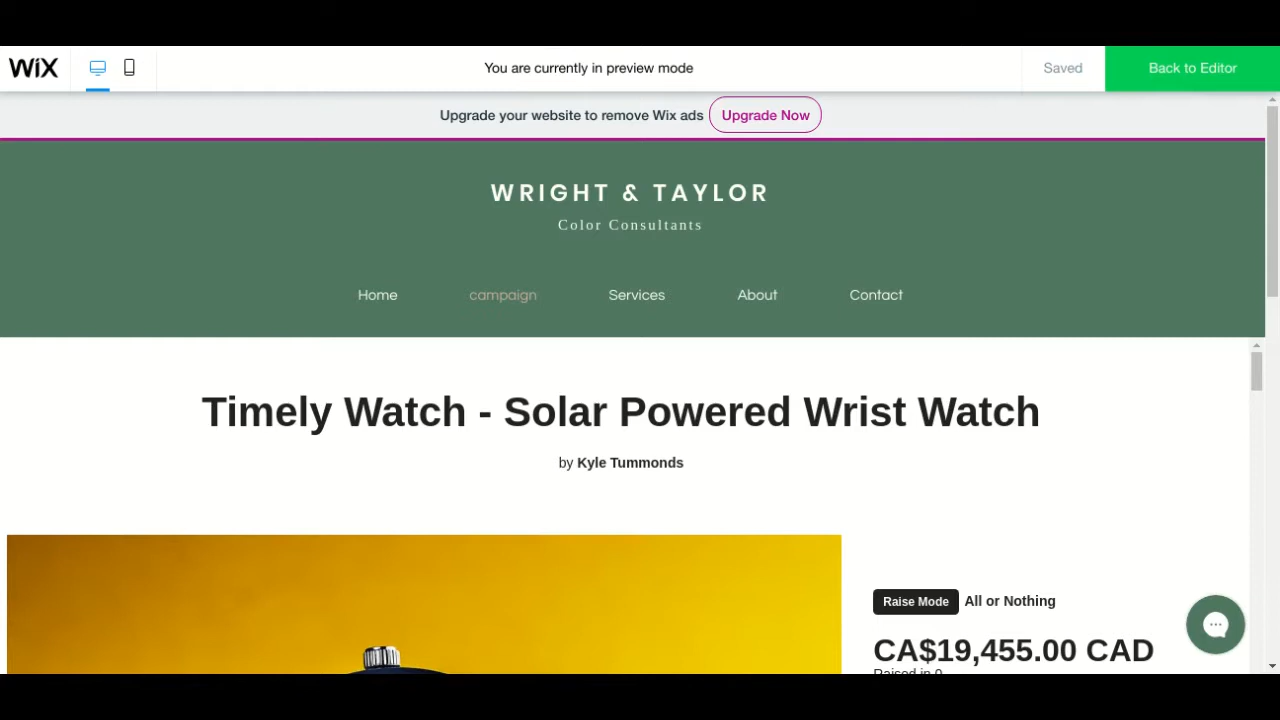 WiX
You are currently in preview mode
Saved
Back to Editor
Upgrade your website to remove Wix ads
Upgrade Now
WRIGHT & TAYLOR
Color Consultants
Home
campaign
Services
About
Contact
Timely Watch - Solar Powered Wrist Watch
by Kyle Tummonds
Raise Mode
All or Nothing
CA$19,455.00 CAD
Raised in 0